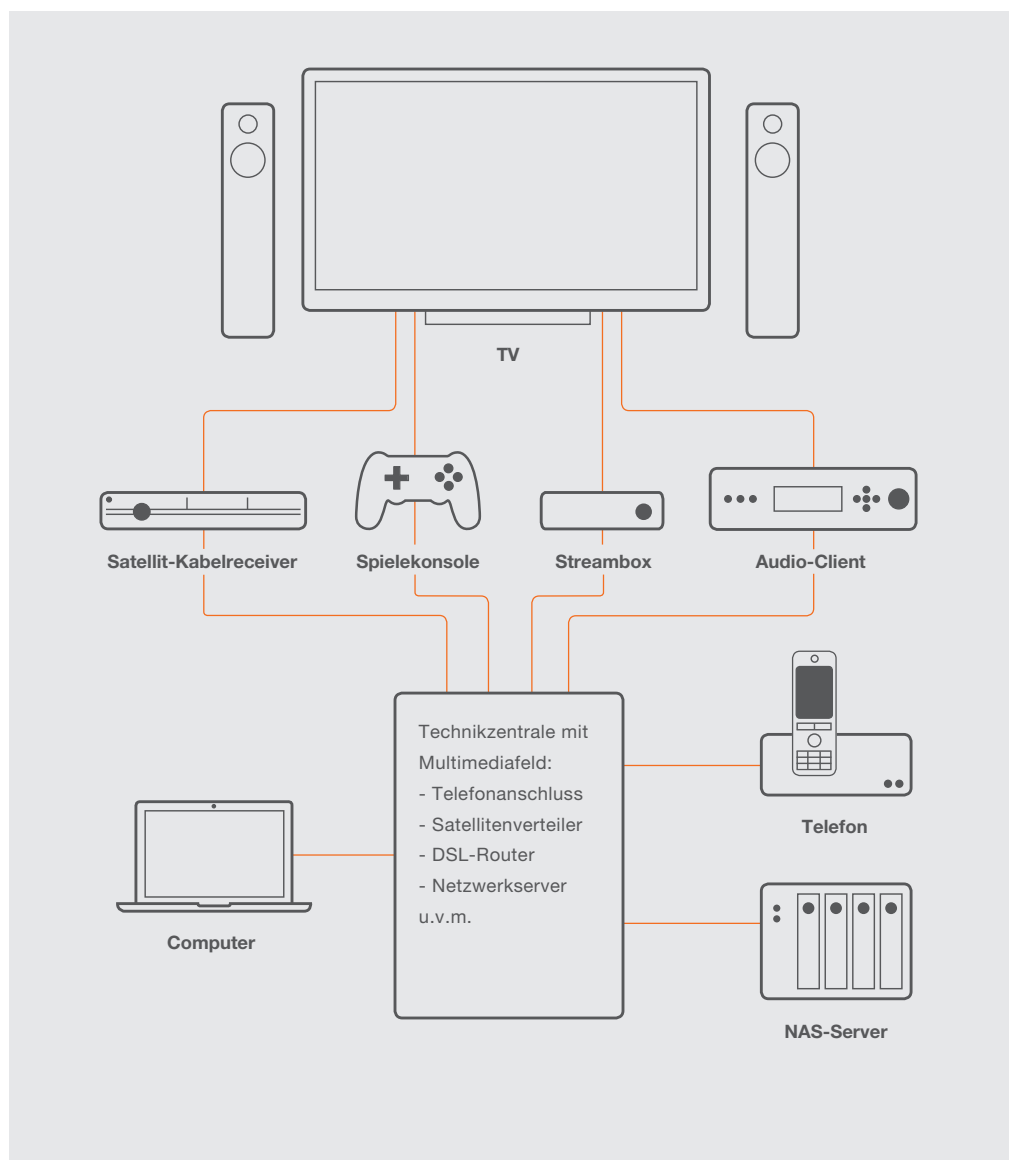 TV
Satellit-Kabelreceiver
Spielekonsole
Streambox
Audio-Client
Technikzentrale mit
Multimediafeld:
- Telefonanschluss
- Satellitenverteiler
- DSL-Router
- Netzwerkserver
u.v.m.
Telefon
Computer
NAS-Server